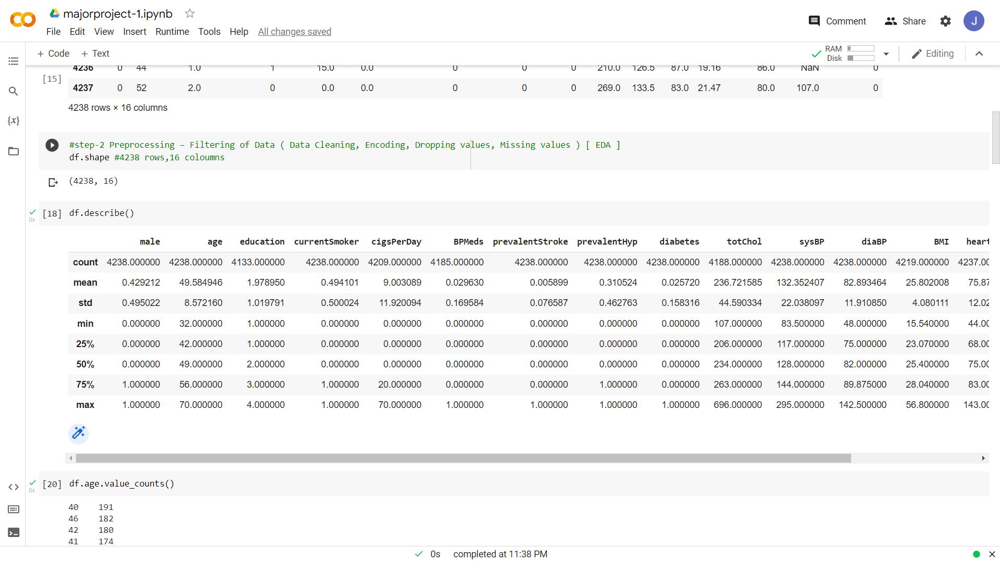 majorproject-1.ipynb
File Edit View Insert Runtime Tools Help All changes saved
Comment Share J
+ Code + Text
RAM
Disk
Editing
4236 0 44 1.0 1 15.0 0.0 0 0 0 210.0 126.5 87.0 19.16 86.0 NaN 0
[15]
4237 0 52 2.0 0 0.0 0.0 0 0 0 269.0 133.5 83.0 21.47 80.0 107.0 0
4238 rows × 16 columns
{x}
#step-2 Preprocessing – Filtering of Data ( Data Cleaning, Encoding, Dropping values, Missing values ) [ EDA ]
df.shape #4238 rows,16 coloumns
(4238, 16)
[18] df.describe()
0s
male age education currentSmoker cigsPerDay BPMeds prevalentStroke prevalentHyp diabetes totChol sysBP diaBP BMI heart
count 4238.000000 4238.000000 4133.000000 4238.000000 4209.000000 4185.000000 4238.000000 4238.000000 4238.000000 4188.000000 4238.000000 4238.000000 4219.000000 4237.00
mean 0.429212 49.584946 1.978950 0.494101 9.003089 0.029630 0.005899 0.310524 0.025720 236.721585 132.352407 82.893464 25.802008 75.87
std 0.495022 8.572160 1.019791 0.500024 11.920094 0.169584 0.076587 0.462763 0.158316 44.590334 22.038097 11.910850 4.080111 12.02
min 0.000000 32.000000 1.000000 0.000000 0.000000 0.000000 0.000000 0.000000 0.000000 107.000000 83.500000 48.000000 15.540000 44.00
25% 0.000000 42.000000 1.000000 0.000000 0.000000 0.000000 0.000000 0.000000 0.000000 206.000000 117.000000 75.000000 23.070000 68.00
50% 0.000000 49.000000 2.000000 0.000000 0.000000 0.000000 0.000000 0.000000 0.000000 234.000000 128.000000 82.000000 25.400000 75.00
75% 1.000000 56.000000 3.000000 1.000000 20.000000 0.000000 0.000000 1.000000 0.000000 263.000000 144.000000 89.875000 28.040000 83.00
max 1.000000 70.000000 4.000000 1.000000 70.000000 1.000000 1.000000 1.000000 1.000000 696.000000 295.000000 142.500000 56.800000 143.00
[20] df.age.value_counts()
0s
40 191
46 182
42 180
41 174
0s completed at 11:38 PM